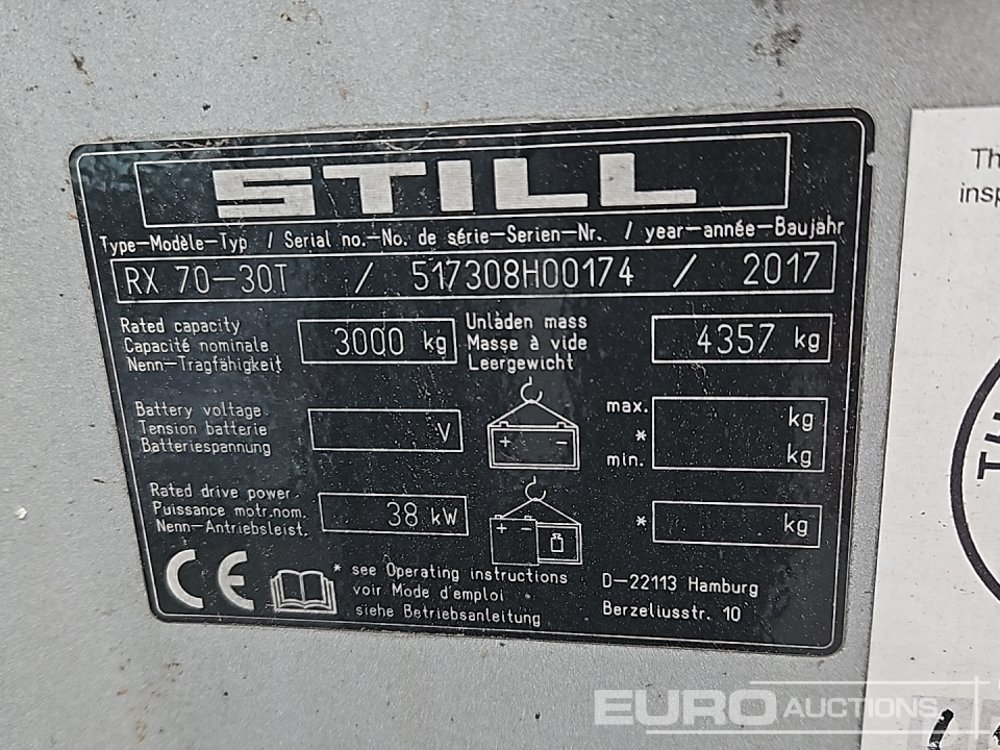 STILL
Type-Modèle-Typ / Serial no.-No. de série-Serien-Nr. / year-année-Baujahr
RX 70-30T / 517308H00174 / 2017
Rated capacity
Capacité nominale
Nenn-Tragfähigkeit
3000 kg
Unladen mass
Masse à vide
Leergewicht
4357 kg
Battery voltage
Tension batterie
Batteriespannung
V
+ -
max.
*
min.
kg
kg
Rated drive power
Puissance motr.nom.
Nenn-Antriebsleist.
38 kW
+ -
* kg
CE
* see Operating instructions
voir Mode d'emploi
siehe Betriebsanleitung
D-22113 Hamburg
Berzeliusstr. 10
Th
insp
EURO AUCTIONS